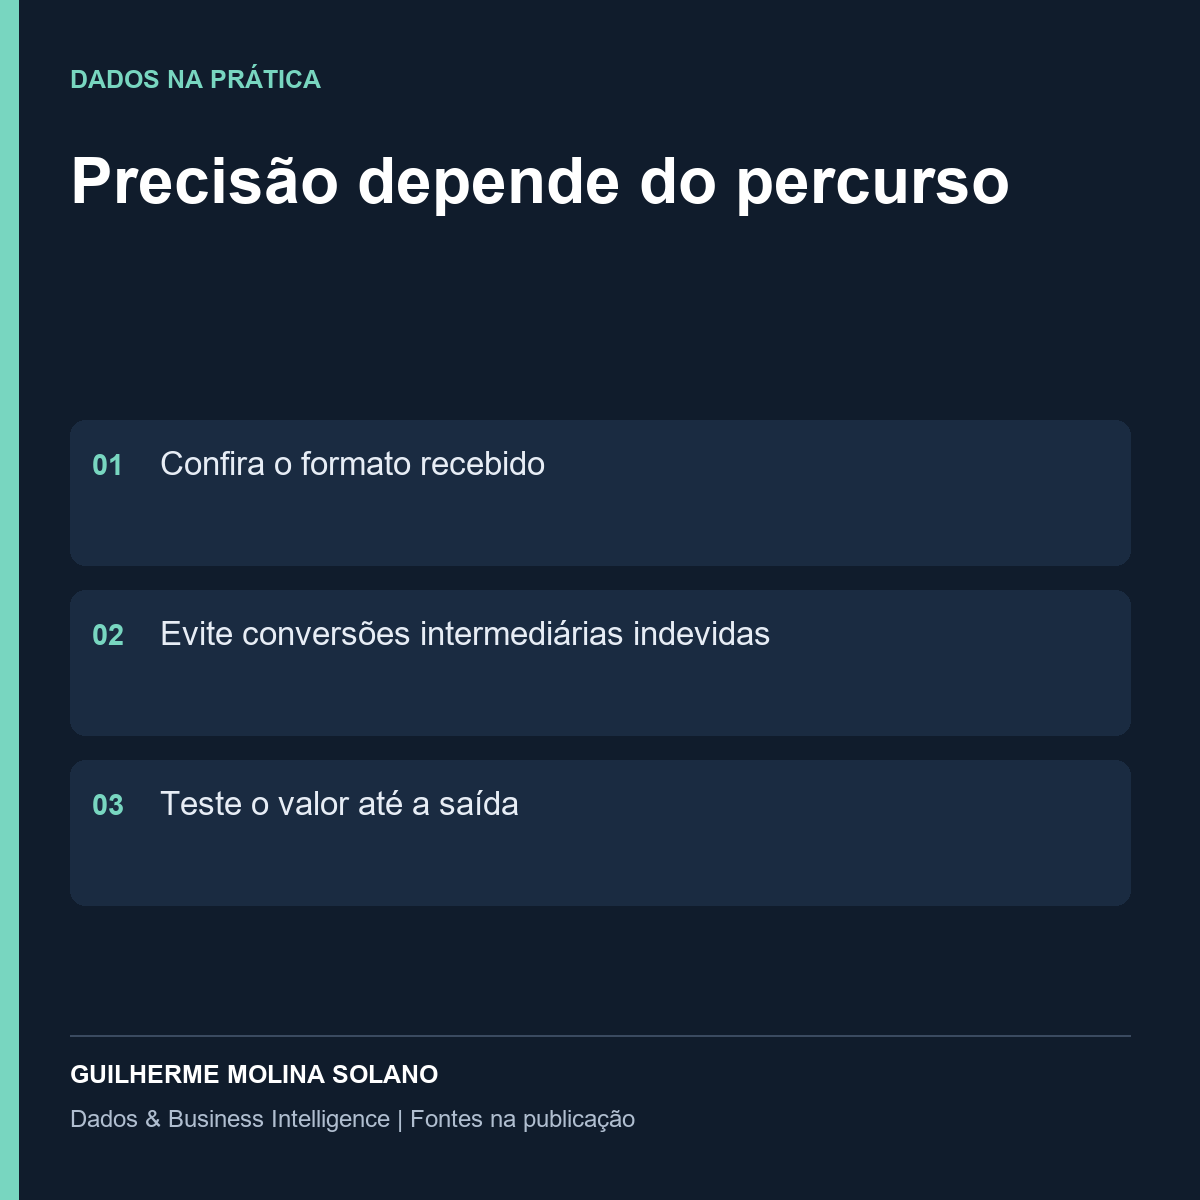 DADOS NA PRÁTICA
Precisão depende do percurso
01 Confira o formato recebido
02 Evite conversões intermediárias indevidas
03 Teste o valor até a saída
GUILHERME MOLINA SOLANO
Dados & Business Intelligence | Fontes na publicação